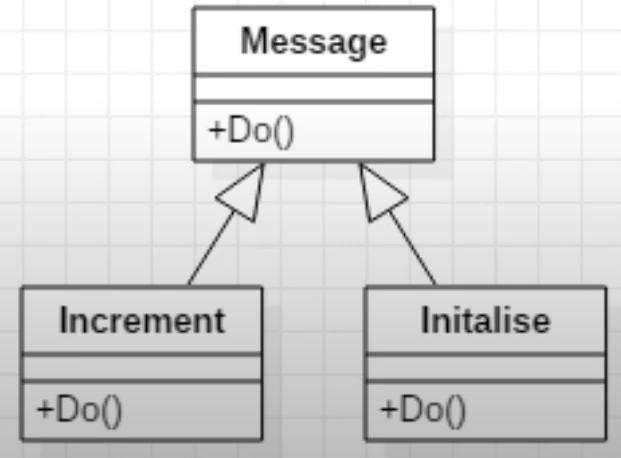 Message
+Do()
Increment
Initalise
+Do()
+Do()